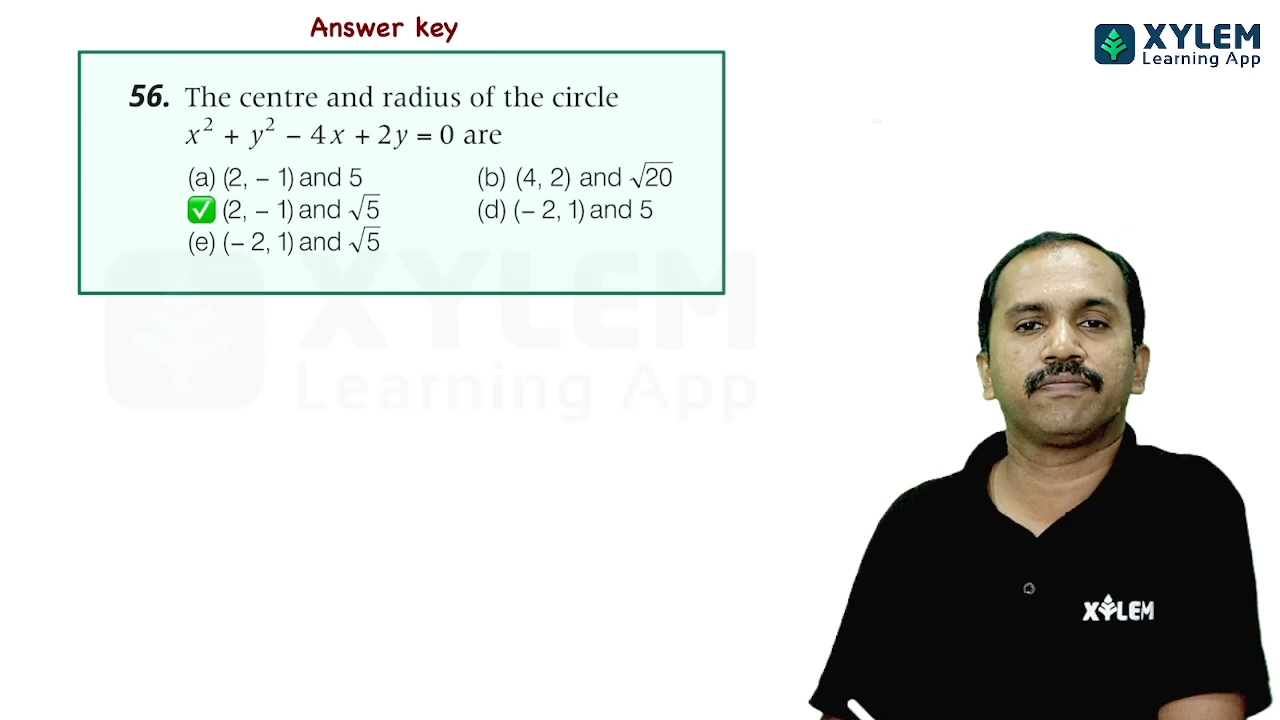 Answer key
XYLEM
Learning App
56. The centre and radius of the circle
x² + y² − 4x + 2y = 0 are
(a) (2, − 1) and 5 (b) (4, 2) and √20
✅ (2, − 1) and √5 (d) (− 2, 1) and 5
(e) (− 2, 1) and √5
XYLEM
Learning App
XYLEM